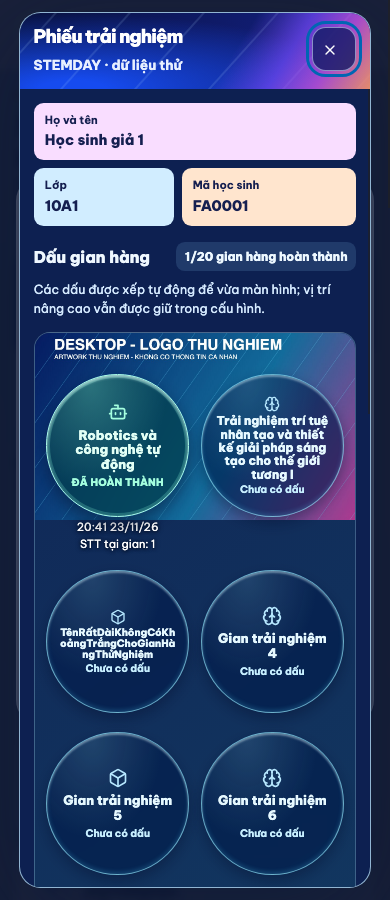 Phiếu trải nghiệm
STEMDAY · dữ liệu thử
Họ và tên
Học sinh giả 1
Lớp
10A1
Mã học sinh
FA0001
Dấu gian hàng
1/20 gian hàng hoàn thành
Các dấu được xếp tự động để vừa màn hình; vị trí
nâng cao vẫn được giữ trong cấu hình.
DESKTOP - LOGO THU NGHIEM
ARTWORK THU NGHIEM - KHONG CO THONG TIN CA NHAN
Robotics và
công nghệ tự
động
ĐÃ HOÀN THÀNH
20:41 23/11/26
STT tại gian: 1
Trải nghiệm trí tuệ
nhân tạo và thiết
kế giải pháp sáng
tạo cho thế giới
tương l
Chưa có dấu
TênRấtDàiKhôngCóKh
oảngTrắngChoGianHà
ngThửNghiệm
Chưa có dấu
Gian trải nghiệm
4
Chưa có dấu
Gian trải nghiệm
5
Chưa có dấu
Gian trải nghiệm
6
Chưa có dấu